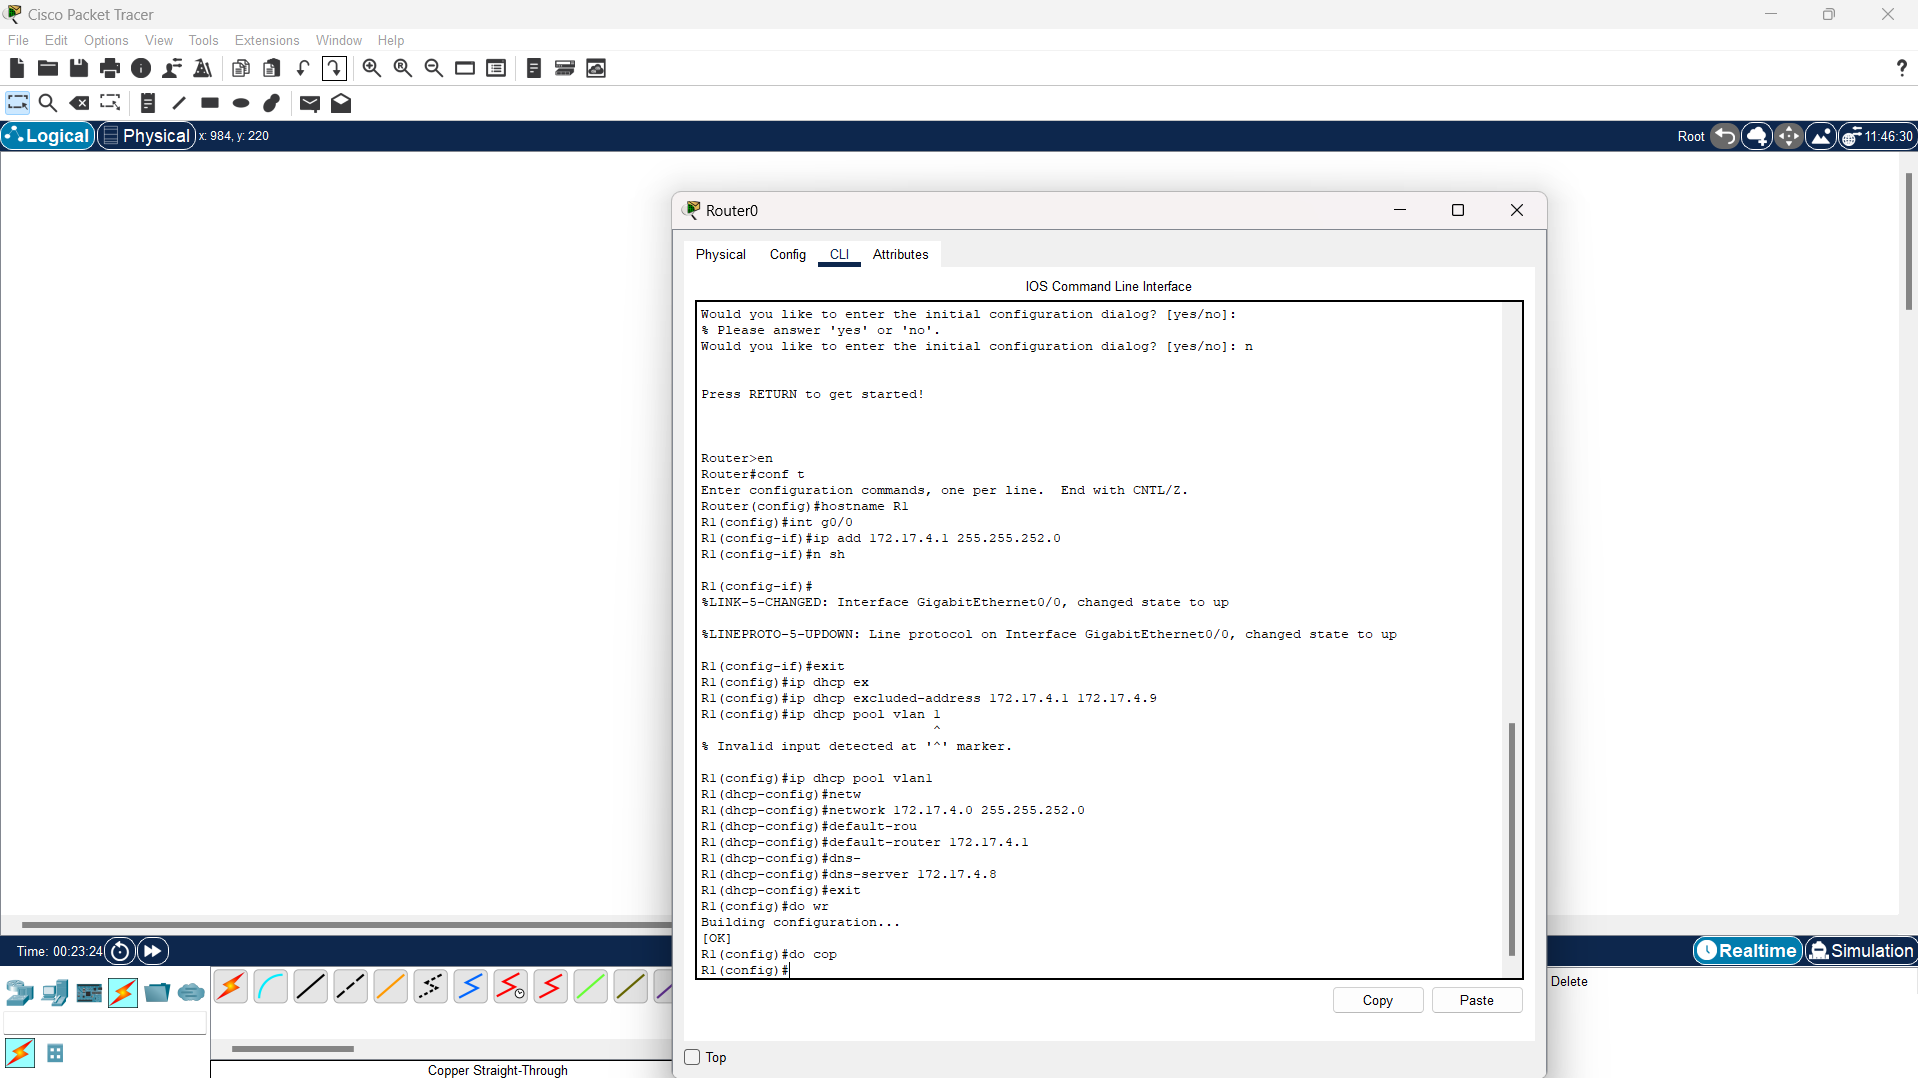 Cisco Packet Tracer
File Edit Options View Tools Extensions Window Help
?
Logical Physical x: 984, y: 220
Root 11:46:30
Router0
Physical Config CLI Attributes
IOS Command Line Interface
Would you like to enter the initial configuration dialog? [yes/no]:
% Please answer 'yes' or 'no'.
Would you like to enter the initial configuration dialog? [yes/no]: n
Press RETURN to get started!
Router>en
Router#conf t
Enter configuration commands, one per line.  End with CNTL/Z.
Router(config)#hostname R1
R1(config)#int g0/0
R1(config-if)#ip add 172.17.4.1 255.255.252.0
R1(config-if)#n sh
R1(config-if)#
%LINK-5-CHANGED: Interface GigabitEthernet0/0, changed state to up
%LINEPROTO-5-UPDOWN: Line protocol on Interface GigabitEthernet0/0, changed state to up
R1(config-if)#exit
R1(config)#ip dhcp ex
R1(config)#ip dhcp excluded-address 172.17.4.1 172.17.4.9
R1(config)#ip dhcp pool vlan 1
^
% Invalid input detected at '^' marker.
R1(config)#ip dhcp pool vlan1
R1(dhcp-config)#netw
R1(dhcp-config)#network 172.17.4.0 255.255.252.0
R1(dhcp-config)#default-rou
R1(dhcp-config)#default-router 172.17.4.1
R1(dhcp-config)#dns-
R1(dhcp-config)#dns-server 172.17.4.8
R1(dhcp-config)#exit
R1(config)#do wr
Building configuration...
[OK]
R1(config)#do cop
R1(config)#
Copy Paste
Top
Time: 00:23:24
Realtime Simulation
Delete
Copper Straight-Through